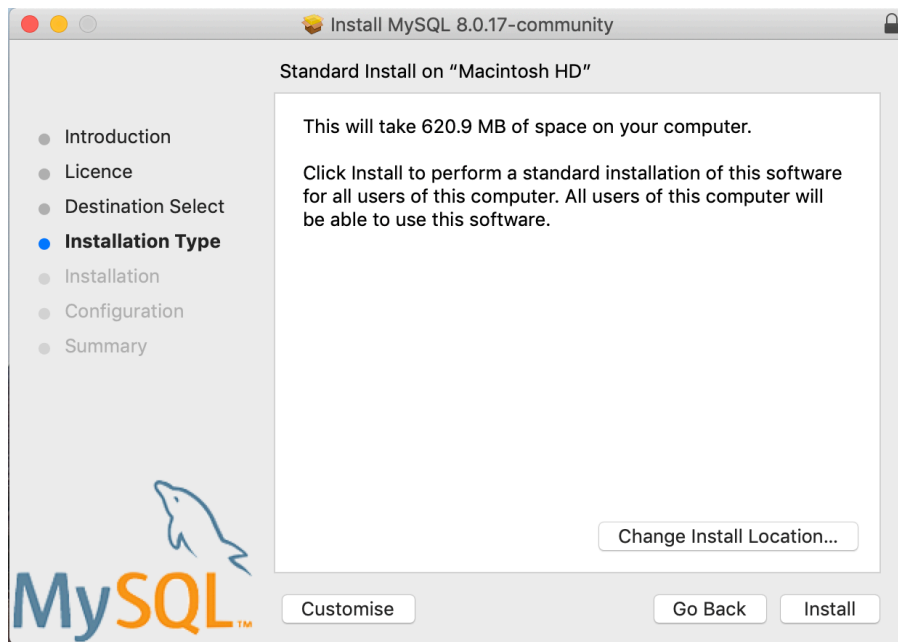 Install MySQL 8.0.17-community
Standard Install on “Macintosh HD”
Introduction
Licence
Destination Select
Installation Type
Installation
Configuration
Summary
This will take 620.9 MB of space on your computer.
Click Install to perform a standard installation of this software
for all users of this computer. All users of this computer will
be able to use this software.
Change Install Location...
MySQL™
Customise
Go Back
Install